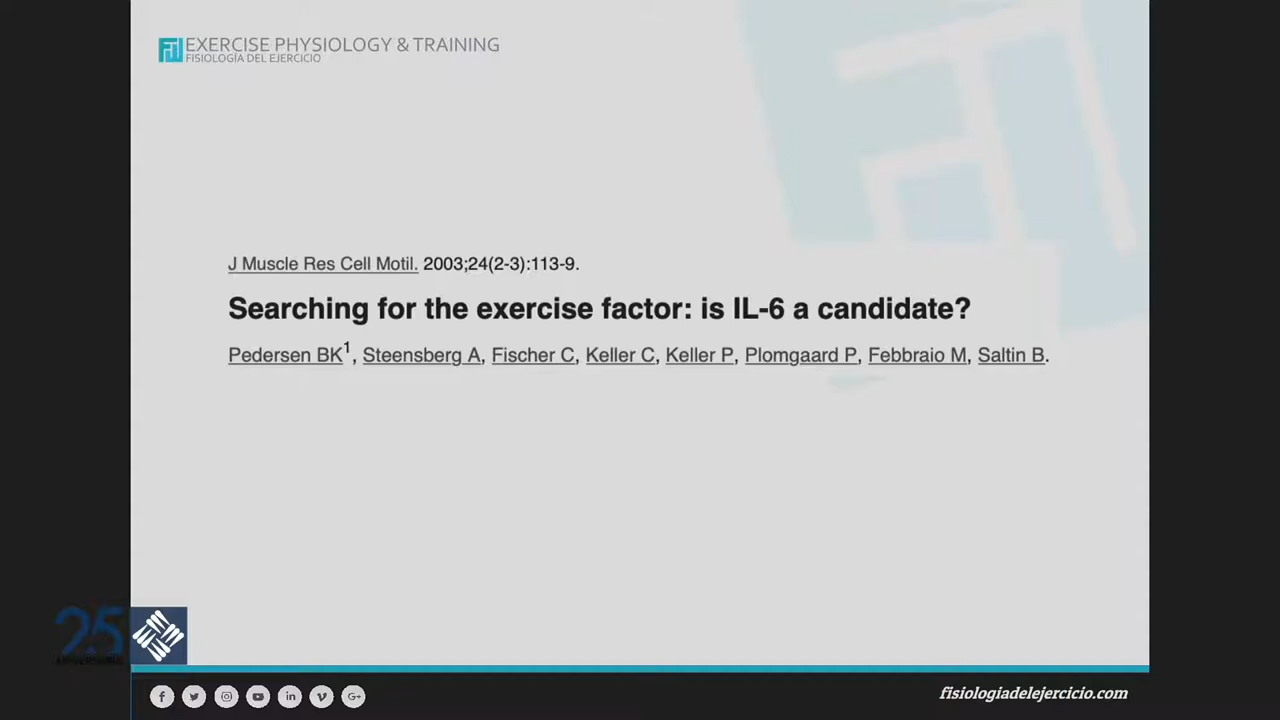 EXERCISE PHYSIOLOGY & TRAINING
FISIOLOGÍA DEL EJERCICIO
J Muscle Res Cell Motil. 2003;24(2-3):113-9.
Searching for the exercise factor: is IL-6 a candidate?
Pedersen BK1, Steensberg A, Fischer C, Keller C, Keller P, Plomgaard P, Febbraio M, Saltin B.
25
fisiologiadelejercicio.com